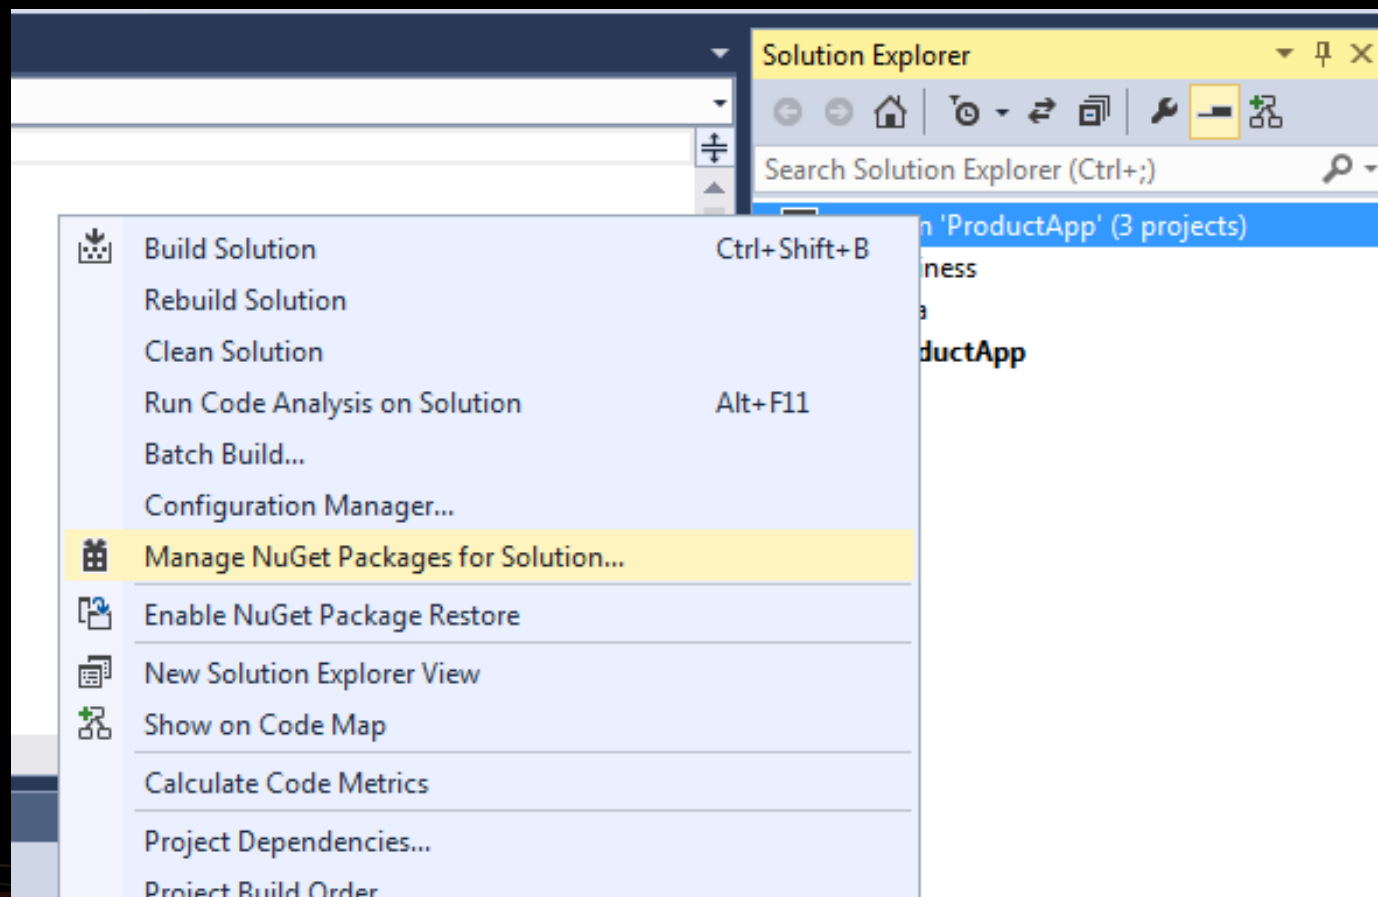 Solution Explorer
Search Solution Explorer (Ctrl+;)
'ProductApp' (3 projects)
Build Solution Ctrl+Shift+B
Rebuild Solution
Clean Solution
Run Code Analysis on Solution Alt+F11
Batch Build...
Configuration Manager...
Manage NuGet Packages for Solution...
Enable NuGet Package Restore
New Solution Explorer View
Show on Code Map
Calculate Code Metrics
Project Dependencies...
Project Build Order
iness
ductApp